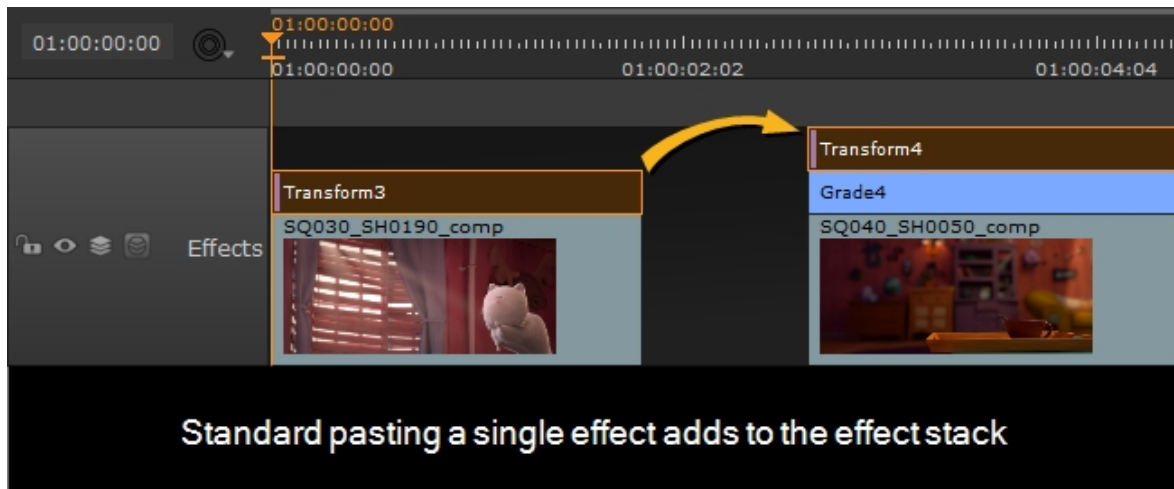 01:00:00:00
01:00:00:00
01:00:00:00 01:00:02:02 01:00:04:04
Transform4
Transform3 Grade4
SQ030_SH0190_comp SQ040_SH0050_comp
Effects
Standard pasting a single effect adds to the effect stack